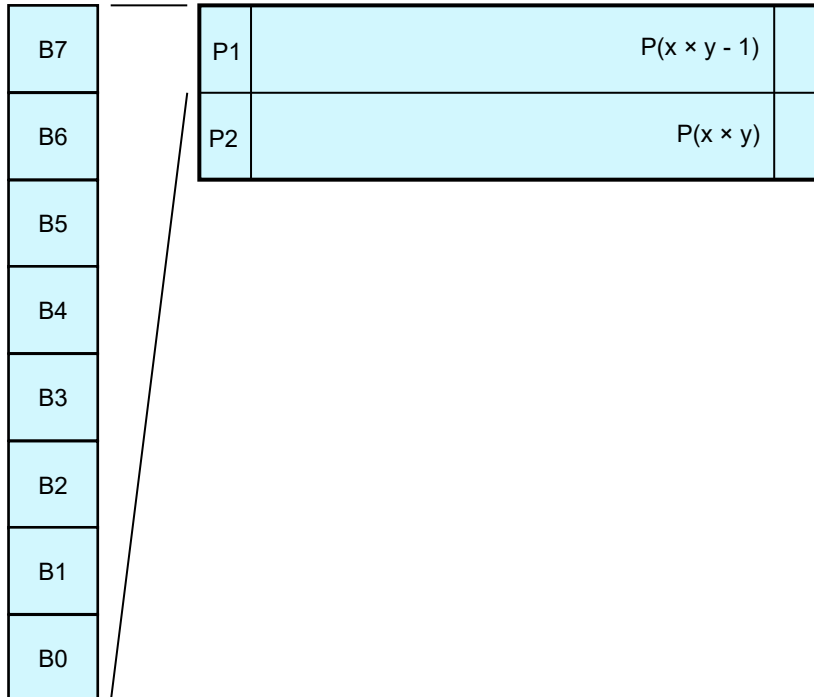 B7
B6
B5
B4
B3
B2
B1
B0
P1
P(x × y - 1)
P2
P(x × y)